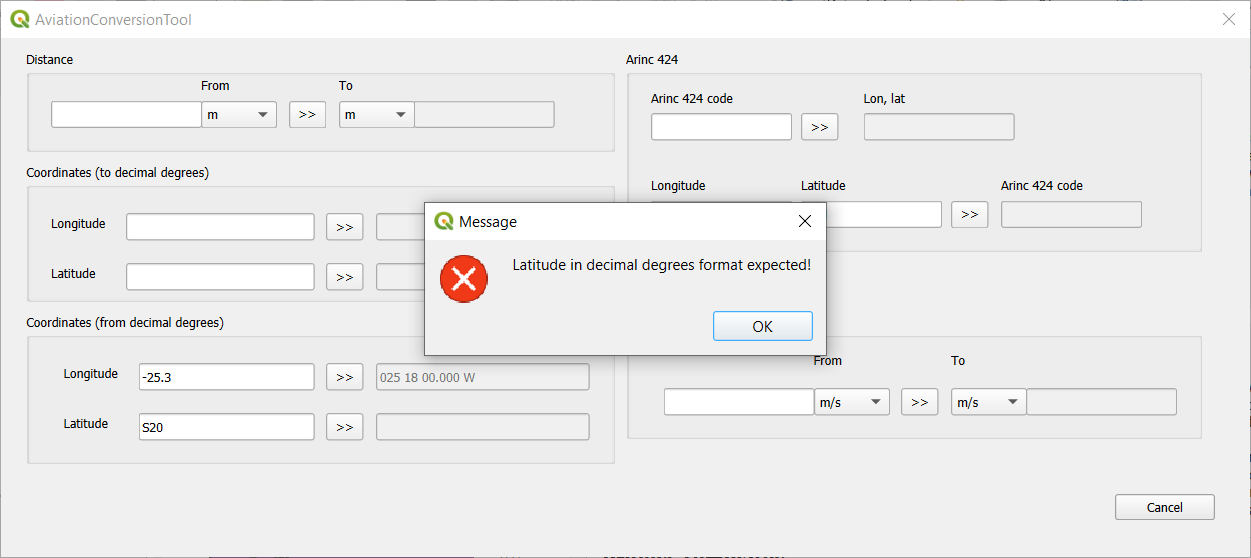 AviationConversionTool
Distance
From
To
m
>>
m
Coordinates (to decimal degrees)
Longitude
>>
Latitude
>>
Coordinates (from decimal degrees)
Longitude
-25.3
>>
025 18 00.000 W
Latitude
S20
>>
Arinc 424
Arinc 424 code
Lon, lat
>>
Longitude
Latitude
Arinc 424 code
>>
Message
Latitude in decimal degrees format expected!
OK
From
To
m/s
>>
m/s
Cancel